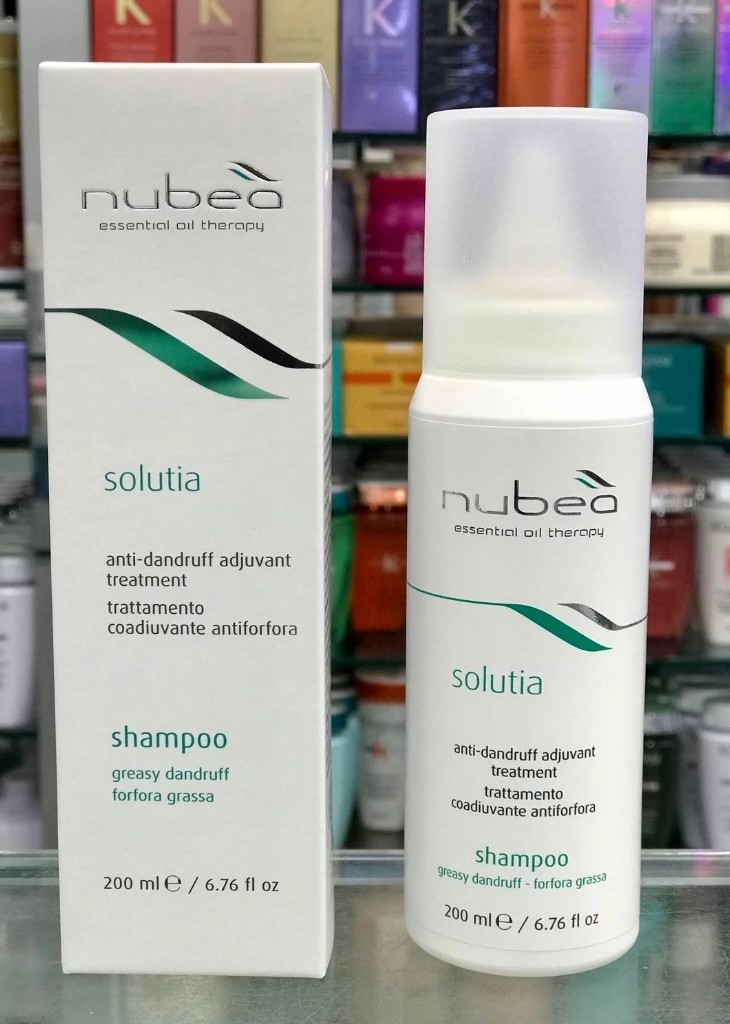 nubeà
essential oil therapy
solutia
anti-dandruff adjuvant
treatment
trattamento
coadiuvante antiforfora
shampoo
greasy dandruff
forfora grassa
200 ml ℮ / 6.76 fl oz
nubeà
essential oil therapy
solutia
anti-dandruff adjuvant
treatment
trattamento
coadiuvante antiforfora
shampoo
greasy dandruff - forfora grassa
200 ml ℮ / 6.76 fl oz
K
K
K
K
K
K
K
K